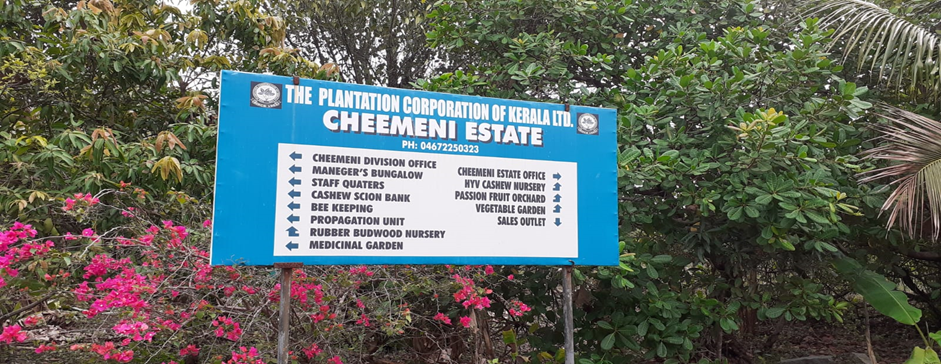 THE PLANTATION CORPORATION OF KERALA LTD.
CHEEMENI ESTATE
PH: 04672250323
CHEEMENI DIVISION OFFICE
MANEGER'S BUNGALOW
STAFF QUATERS
CASHEW SCION BANK
BEE KEEPING
PROPAGATION UNIT
RUBBER BUDWOOD NURSERY
MEDICINAL GARDEN
CHEEMENI ESTATE OFFICE
HYV CASHEW NURSERY
PASSION FRUIT ORCHARD
VEGETABLE GARDEN
SALES OUTLET